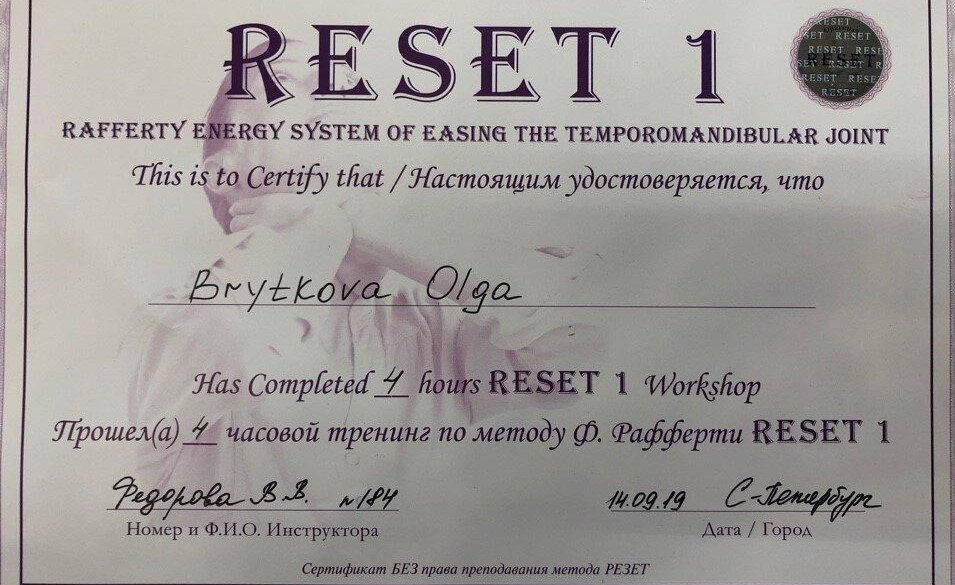 RESET 1
RAFFERTY ENERGY SYSTEM OF EASING THE TEMPOROMANDIBULAR JOINT
This is to Certify that / Настоящим удостоверяется, что
Brytkova Olga
Has Completed 4 hours RESET 1 Workshop
Прошел(а) 4 часовой тренинг по методу Ф. Рафферти RESET 1
Федорова В.В. №184
14.09.19 С-Петербург
Номер и Ф.И.О. Инструктора
Дата / Город
Сертификат БЕЗ права преподавания метода РЕЗЕТ